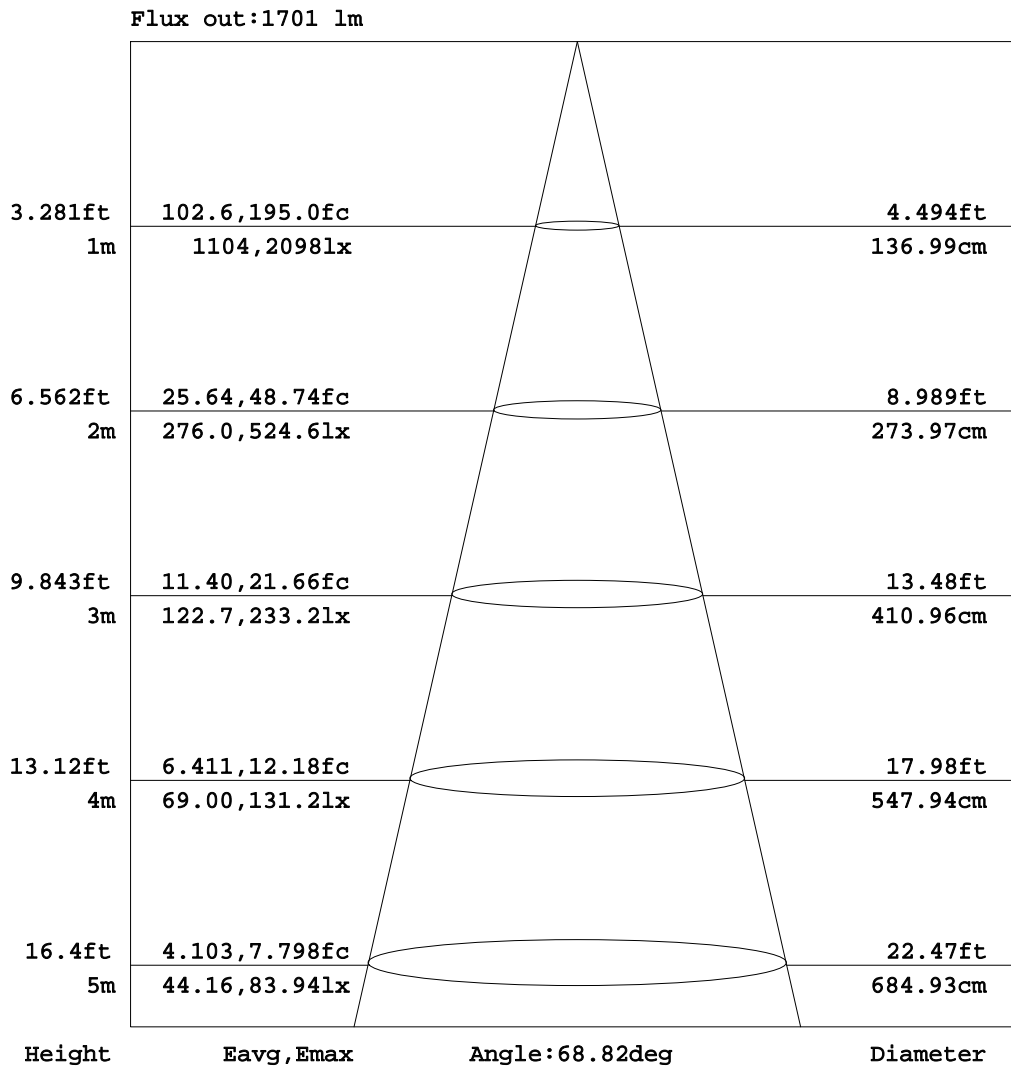 Flux out:1701 lm
3.281ft 102.6,195.0fc 4.494ft
1m 1104,2098lx 136.99cm
6.562ft 25.64,48.74fc 8.989ft
2m 276.0,524.6lx 273.97cm
9.843ft 11.40,21.66fc 13.48ft
3m 122.7,233.2lx 410.96cm
13.12ft 6.411,12.18fc 17.98ft
4m 69.00,131.2lx 547.94cm
16.4ft 4.103,7.798fc 22.47ft
5m 44.16,83.94lx 684.93cm
Height Eavg,Emax Angle:68.82deg Diameter